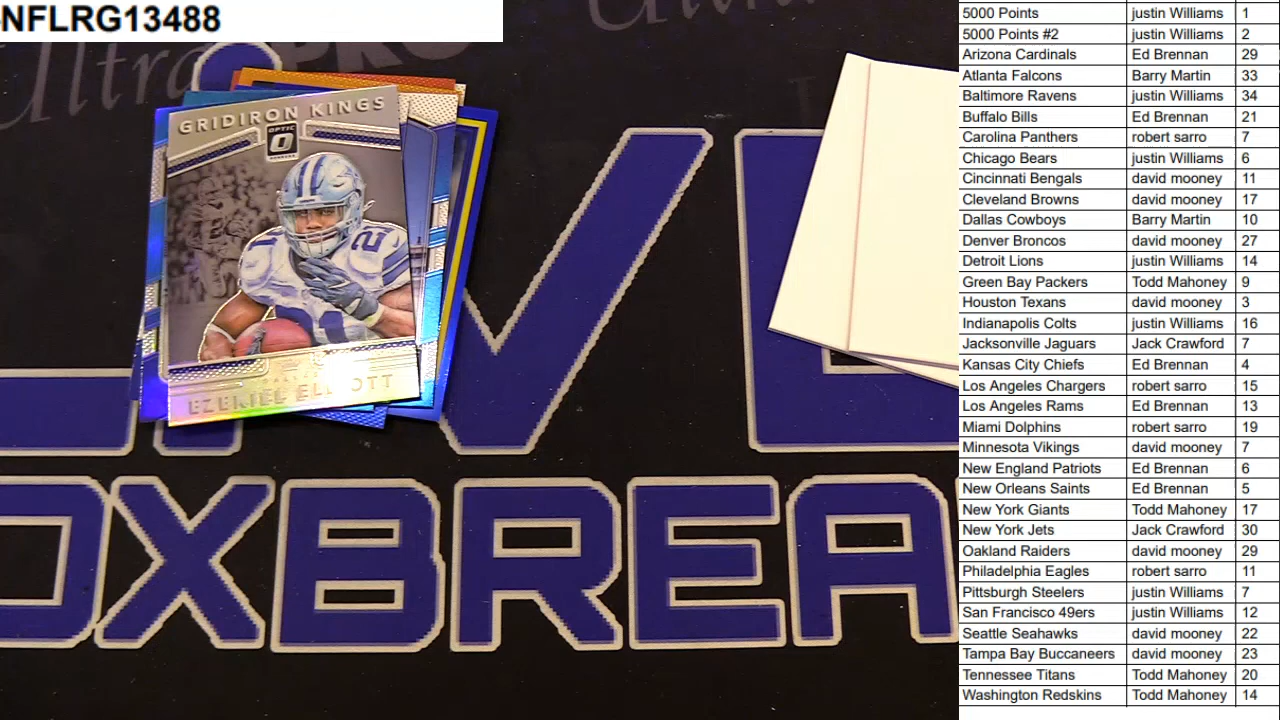 NFLRG13488
Ultra PRO
Ultra
GRIDIRON KINGS
OPTIC
21
21
EZEKIEL ELLIOTT
LIVE
OXBREA
5000 Points justin Williams 1
5000 Points #2 justin Williams 2
Arizona Cardinals Ed Brennan 29
Atlanta Falcons Barry Martin 33
Baltimore Ravens justin Williams 34
Buffalo Bills Ed Brennan 21
Carolina Panthers robert sarro 7
Chicago Bears justin Williams 6
Cincinnati Bengals david mooney 11
Cleveland Browns david mooney 17
Dallas Cowboys Barry Martin 10
Denver Broncos david mooney 27
Detroit Lions justin Williams 14
Green Bay Packers Todd Mahoney 9
Houston Texans david mooney 3
Indianapolis Colts justin Williams 16
Jacksonville Jaguars Jack Crawford 7
Kansas City Chiefs Ed Brennan 4
Los Angeles Chargers robert sarro 15
Los Angeles Rams Ed Brennan 13
Miami Dolphins robert sarro 19
Minnesota Vikings david mooney 7
New England Patriots Ed Brennan 6
New Orleans Saints Ed Brennan 5
New York Giants Todd Mahoney 17
New York Jets Jack Crawford 30
Oakland Raiders david mooney 29
Philadelphia Eagles robert sarro 11
Pittsburgh Steelers justin Williams 7
San Francisco 49ers justin Williams 12
Seattle Seahawks david mooney 22
Tampa Bay Buccaneers david mooney 23
Tennessee Titans Todd Mahoney 20
Washington Redskins Todd Mahoney 14